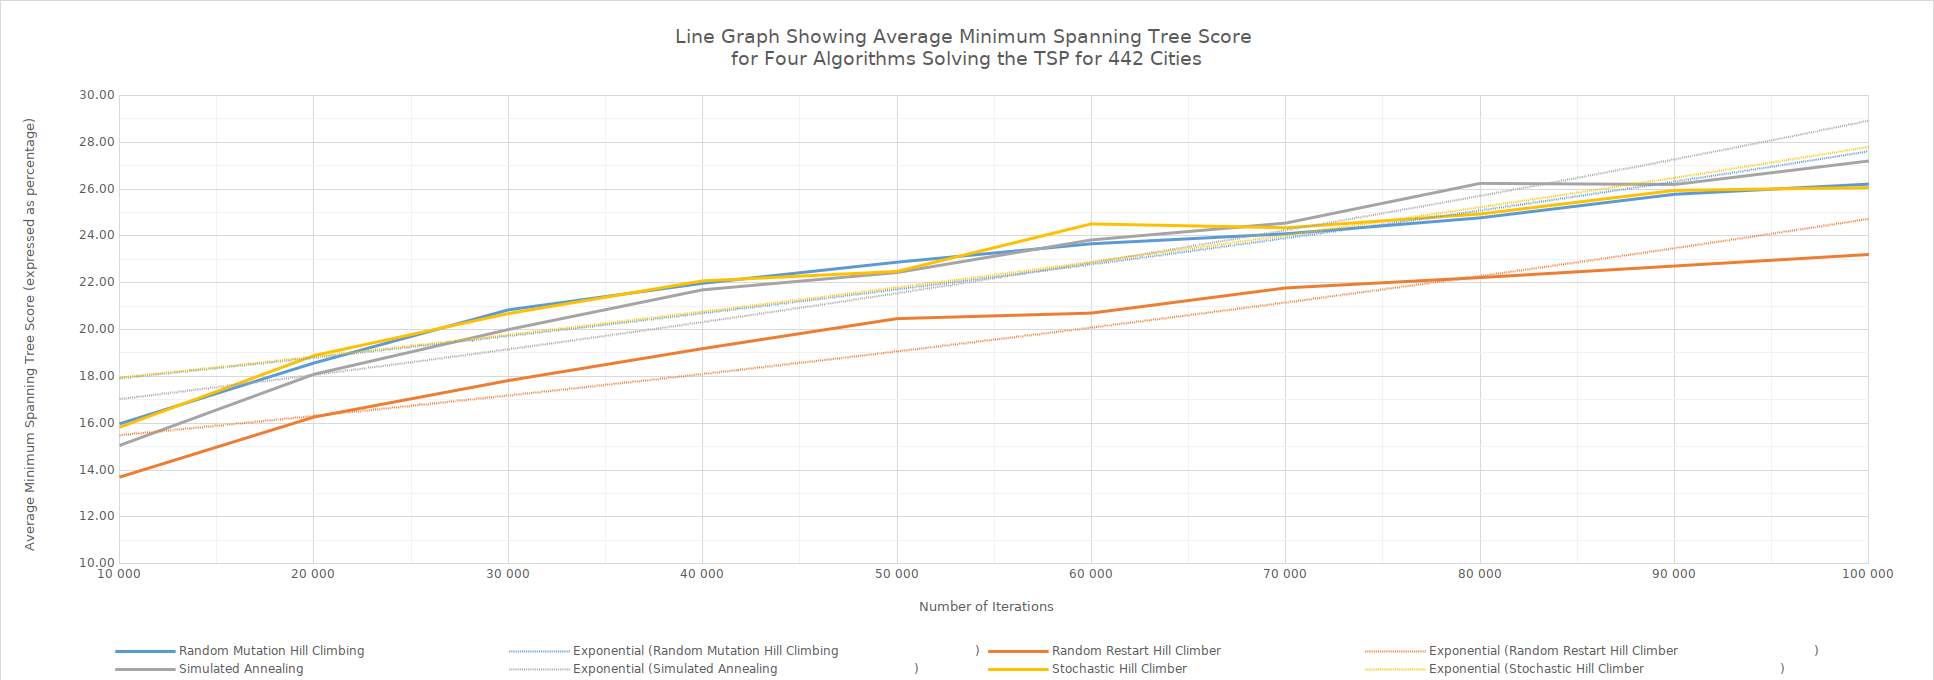 Line Graph Showing Average Minimum Spanning Tree Score
for Four Algorithms Solving the TSP for 442 Cities
Average Minimum Spanning Tree Score (expressed as percentage)
30.00
28.00
26.00
24.00
22.00
20.00
18.00
16.00
14.00
12.00
10.00
10 000 20 000 30 000 40 000 50 000 60 000 70 000 80 000 90 000 100 000
Number of Iterations
Random Mutation Hill Climbing Exponential (Random Mutation Hill Climbing ) Random Restart Hill Climber Exponential (Random Restart Hill Climber )
Simulated Annealing Exponential (Simulated Annealing ) Stochastic Hill Climber Exponential (Stochastic Hill Climber )